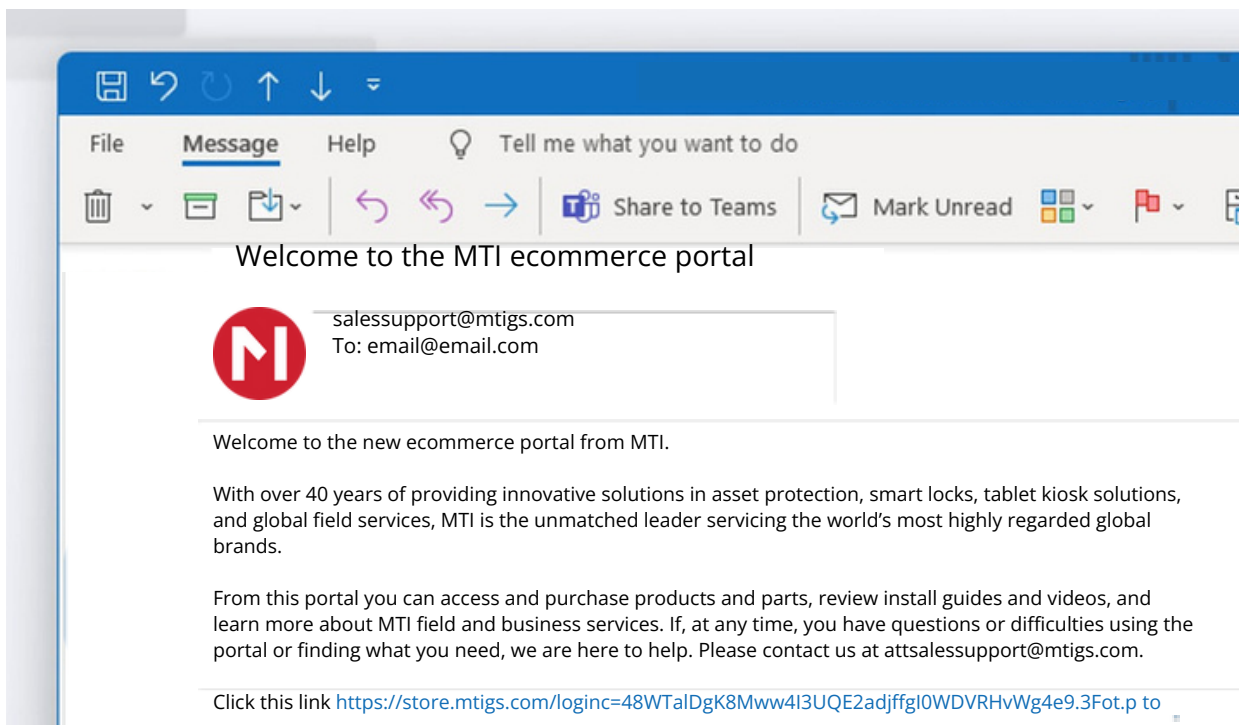 File Message Help Tell me what you want to do
Share to Teams Mark Unread
Welcome to the MTI ecommerce portal
salessupport@mtigs.com
To: email@email.com
Welcome to the new ecommerce portal from MTI.
With over 40 years of providing innovative solutions in asset protection, smart locks, tablet kiosk solutions,
and global field services, MTI is the unmatched leader servicing the world’s most highly regarded global
brands.
From this portal you can access and purchase products and parts, review install guides and videos, and
learn more about MTI field and business services. If, at any time, you have questions or difficulties using the
portal or finding what you need, we are here to help. Please contact us at attsalessupport@mtigs.com.
Click this link https://store.mtigs.com/loginc=48WTalDgK8Mww4I3UQE2adjffgI0WDVRHvWg4e9.3Fot.p to